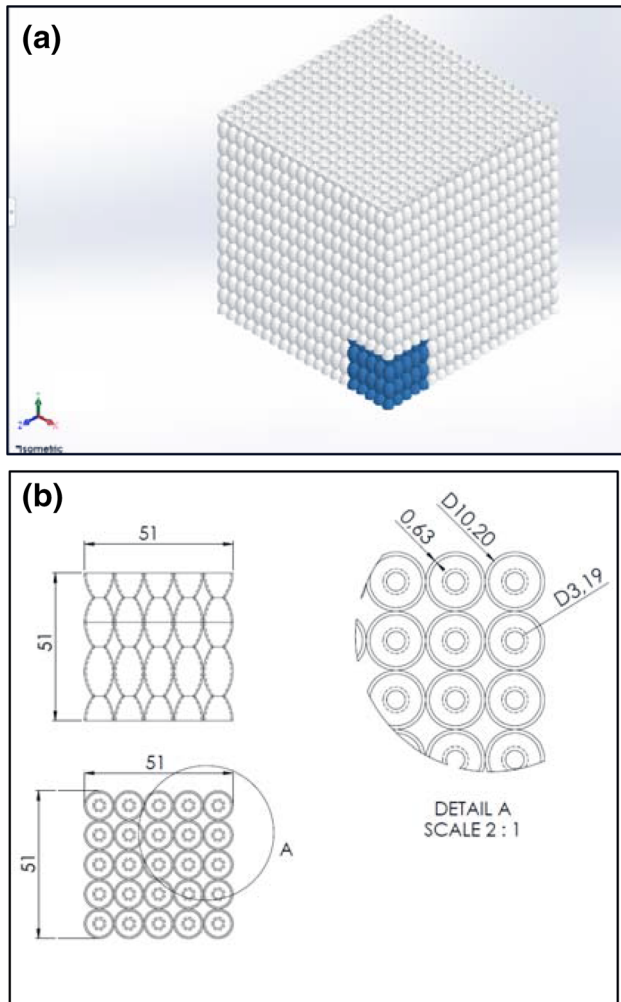 (a)
Y
Z
X
*Isometric
(b)
51
51
51
51
0,63
D10,20
D3,19
A
DETAIL A
SCALE 2 : 1